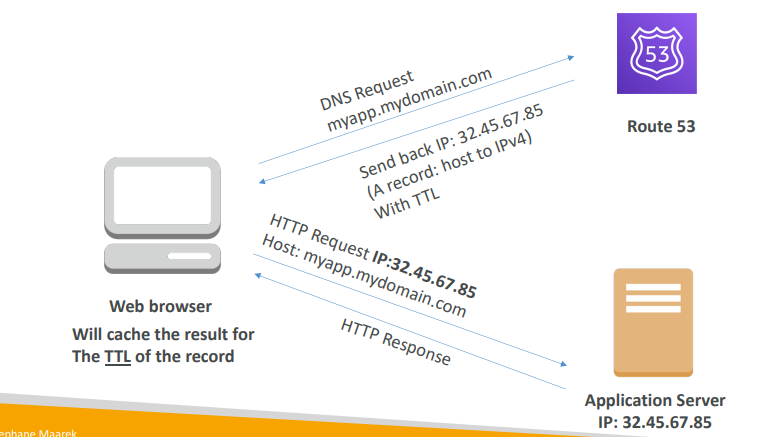 53
Route 53
DNS Request
myapp.mydomain.com
Send back IP: 32.45.67.85
(A record: host to IPv4)
With TTL
HTTP Request IP:32.45.67.85
Host: myapp.mydomain.com
HTTP Response
Web browser
Will cache the result for
The TTL of the record
Application Server
IP: 32.45.67.85
Maarek